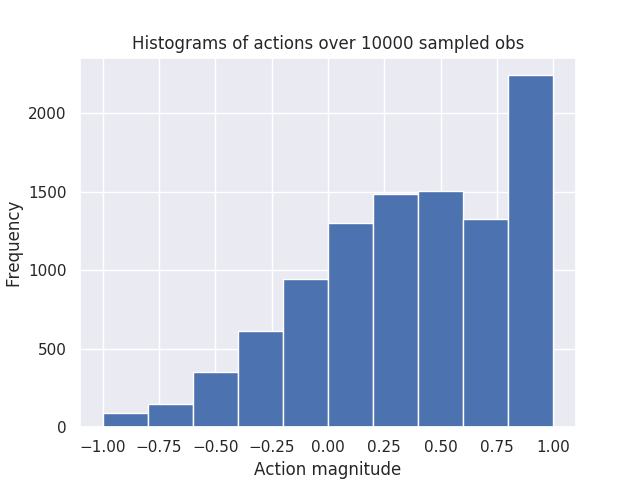 Histograms of actions over 10000 sampled obs
2000
1500
1000
500
0
Frequency
−1.00 −0.75 −0.50 −0.25 0.00 0.25 0.50 0.75 1.00
Action magnitude